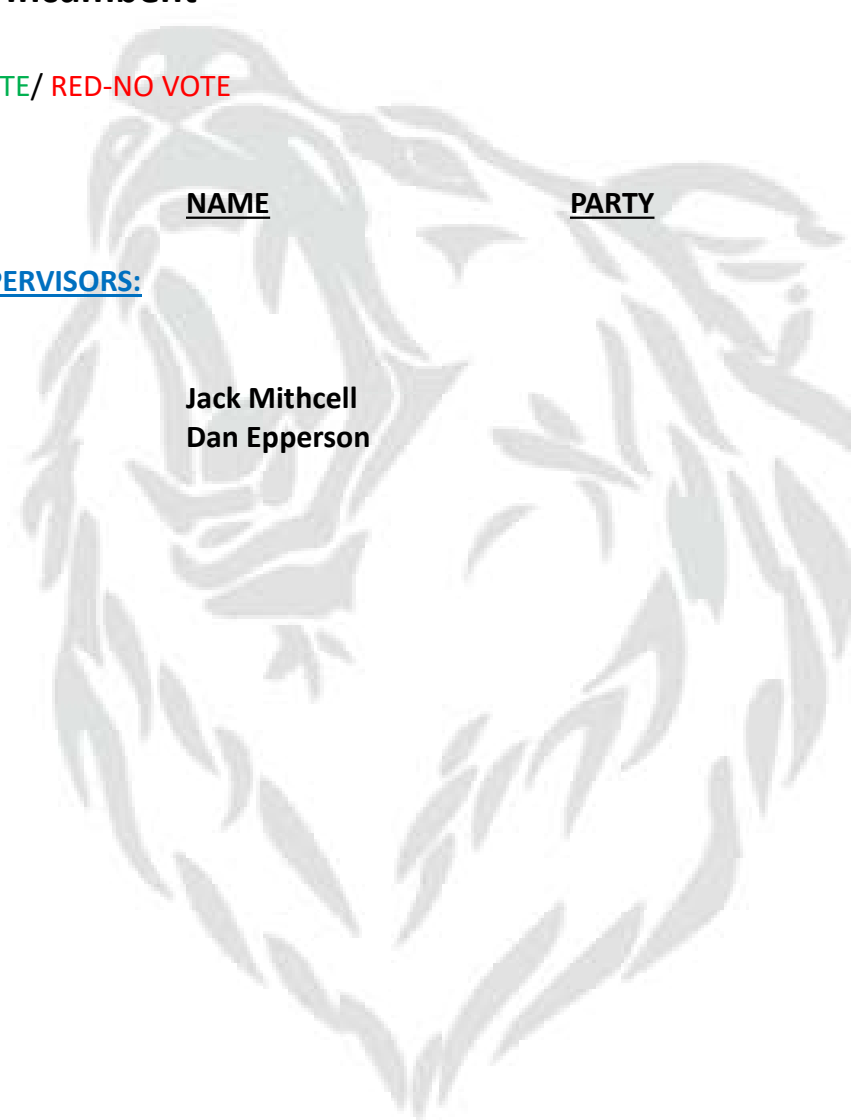 TE/ RED-NO VOTE
NAME PARTY
PERVISORS:
Jack Mithcell
Dan Epperson